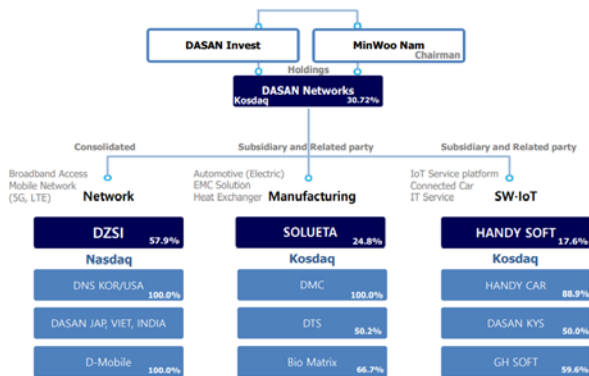 DASAN Invest
MinWoo Nam
Chairman
Holdings
DASAN Networks
Kosdaq
30.72%
Consolidated
Subsidiary and Related party
Subsidiary and Related party
Broadband Access
Mobile Network
(5G, LTE)
Network
Automotive (Electric)
EMC Solution
Heat Exchanger
Manufacturing
IoT Service platform
Connected Car
IT Service
SW·IoT
DZSI
57.9%
SOLUETA
24.8%
HANDY SOFT
17.6%
Nasdaq
Kosdaq
Kosdaq
DNS KOR/USA
100.0%
DMC
100.0%
HANDY CAR
88.9%
DASAN JAP, VIET, INDIA
DTS
50.2%
DASAN KYS
50.0%
D-Mobile
100.0%
Bio Matrix
66.7%
GH SOFT
59.6%